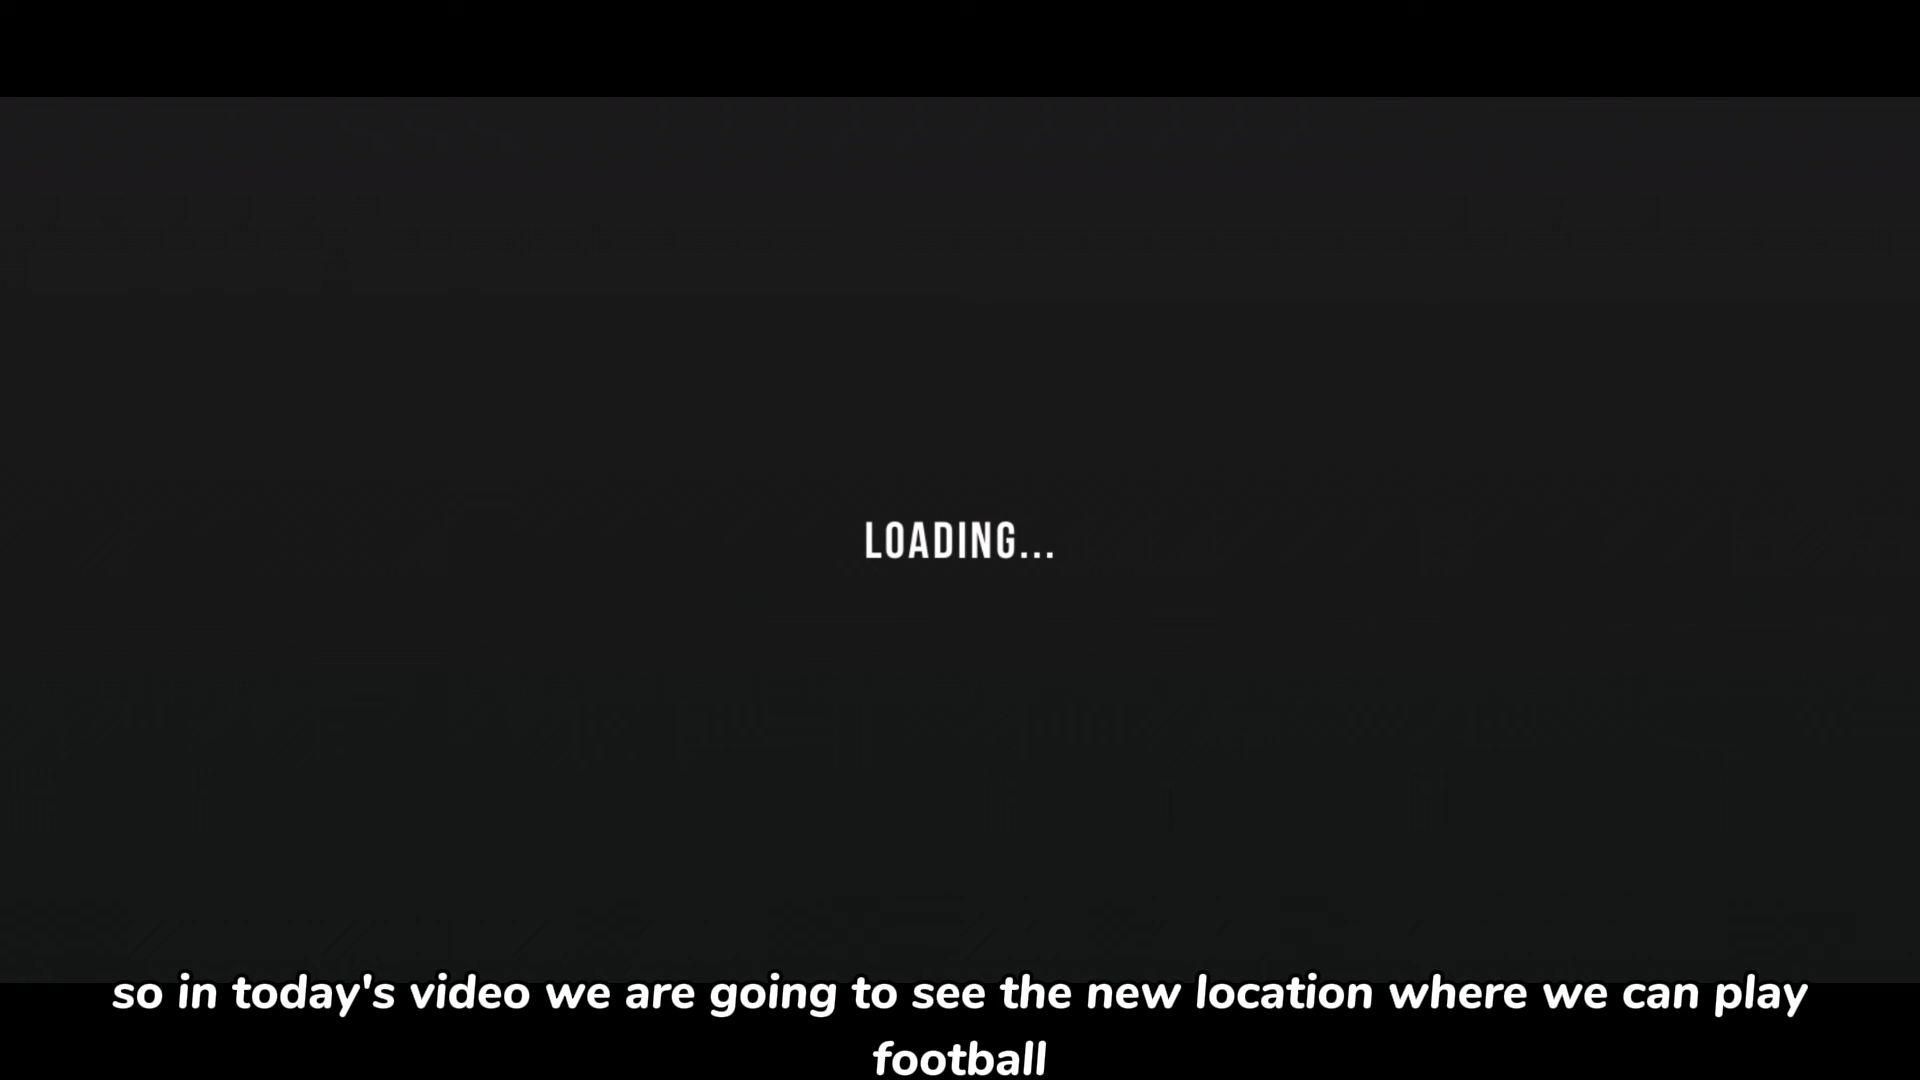 LOADING...
so in today's video we are going to see the new location where we can play
football